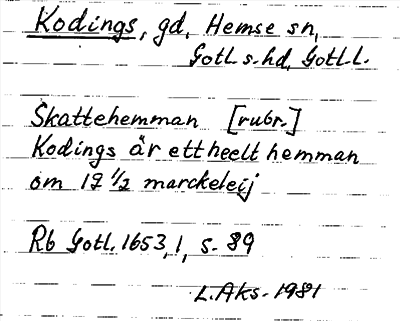 Kodings, gd, Hemse sn,
Gotl. s. hd, Gotl. l.
Skattehemman [rubr.]
Kodings är ett heelt hemman
om 12 1/2 marckeleij
Rb Gotl. 1653, 1, s. 89
L. Aks. 1981